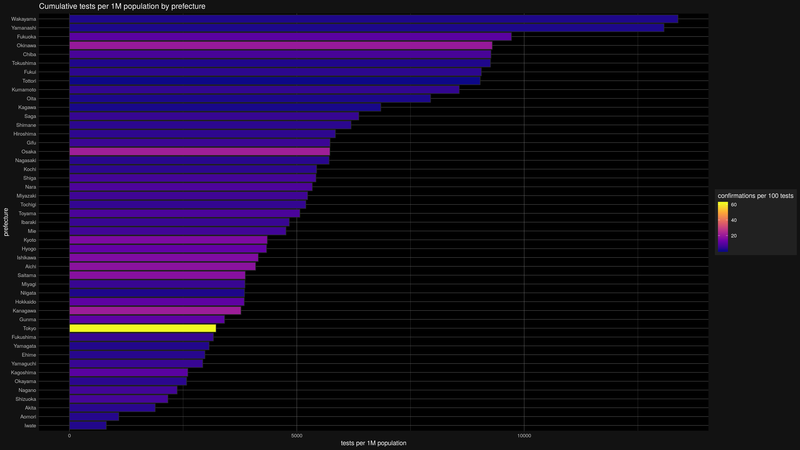 Cumulative tests per 1M population by prefecture
Wakayama
Yamanashi
Fukuoka
Okinawa
Chiba
Tokushima
Fukui
Tottori
Kumamoto
Oita
Kagawa
Saga
Shimane
Hiroshima
Gifu
Osaka
Nagasaki
Kochi
Shiga
Nara
Miyazaki
Tochigi
Toyama
Ibaraki
Mie
Kyoto
Hyogo
Ishikawa
Aichi
Saitama
Miyagi
Niigata
Hokkaido
Kanagawa
Gunma
Tokyo
Fukushima
Yamagata
Ehime
Yamaguchi
Kagoshima
Okayama
Nagano
Shizuoka
Akita
Aomori
Iwate
prefecture
0 5000 10000
tests per 1M population
confirmations per 100 tests
60
40
20